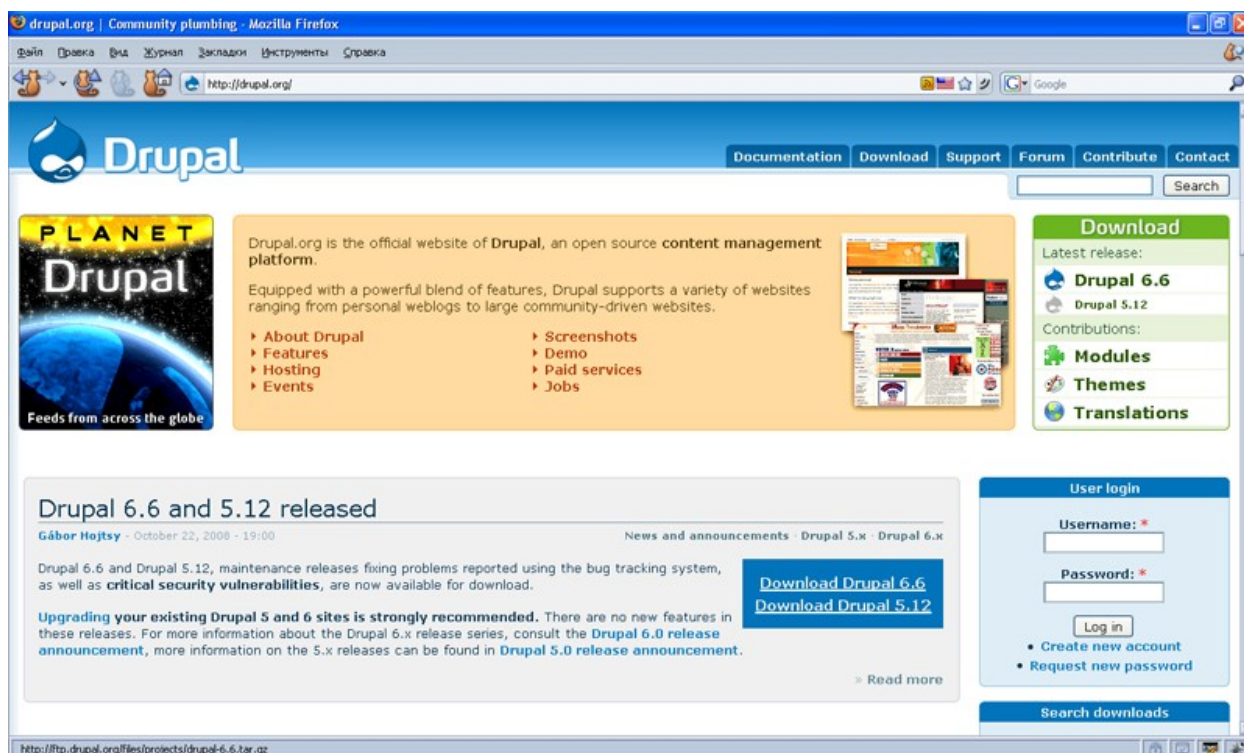 drupal.org | Community plumbing - Mozilla Firefox
Файл Правка Вид Журнал Закладки Инструменты Справка
http://drupal.org/
Google
Drupal
Documentation Download Support Forum Contribute Contact
Search
PLANET
Drupal
Feeds from across the globe
Drupal.org is the official website of Drupal, an open source content management
platform.
Equipped with a powerful blend of features, Drupal supports a variety of websites
ranging from personal weblogs to large community-driven websites.
About Drupal
Features
Hosting
Events
Screenshots
Demo
Paid services
Jobs
Download
Latest release:
Drupal 6.6
Drupal 5.12
Contributions:
Modules
Themes
Translations
Drupal 6.6 and 5.12 released
Gábor Hojtsy - October 22, 2008 - 19:00
News and announcements · Drupal 5.x · Drupal 6.x
Drupal 6.6 and Drupal 5.12, maintenance releases fixing problems reported using the bug tracking system,
as well as critical security vulnerabilities, are now available for download.
Download Drupal 6.6
Download Drupal 5.12
Upgrading your existing Drupal 5 and 6 sites is strongly recommended. There are no new features in
these releases. For more information about the Drupal 6.x release series, consult the Drupal 6.0 release
announcement, more information on the 5.x releases can be found in Drupal 5.0 release announcement.
» Read more
User login
Username: *
Password: *
Log in
• Create new account
• Request new password
Search downloads
http://ftp.drupal.org/files/projects/drupal-6.6.tar.gz